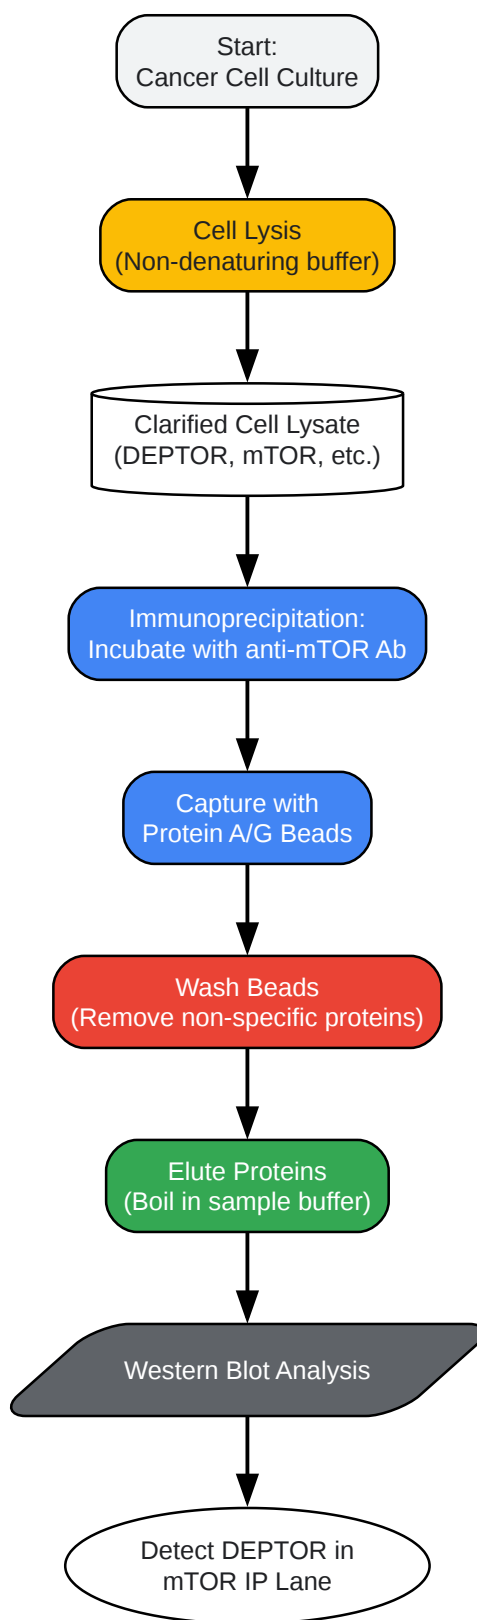 Start:
Cancer Cell Culture
Cell Lysis
(Non-denaturing buffer)
Clarified Cell Lysate
(DEPTOR, mTOR, etc.)
Immunoprecipitation:
Incubate with anti-mTOR Ab
Capture with
Protein A/G Beads
Wash Beads
(Remove non-specific proteins)
Elute Proteins
(Boil in sample buffer)
Western Blot Analysis
Detect DEPTOR in
mTOR IP Lane